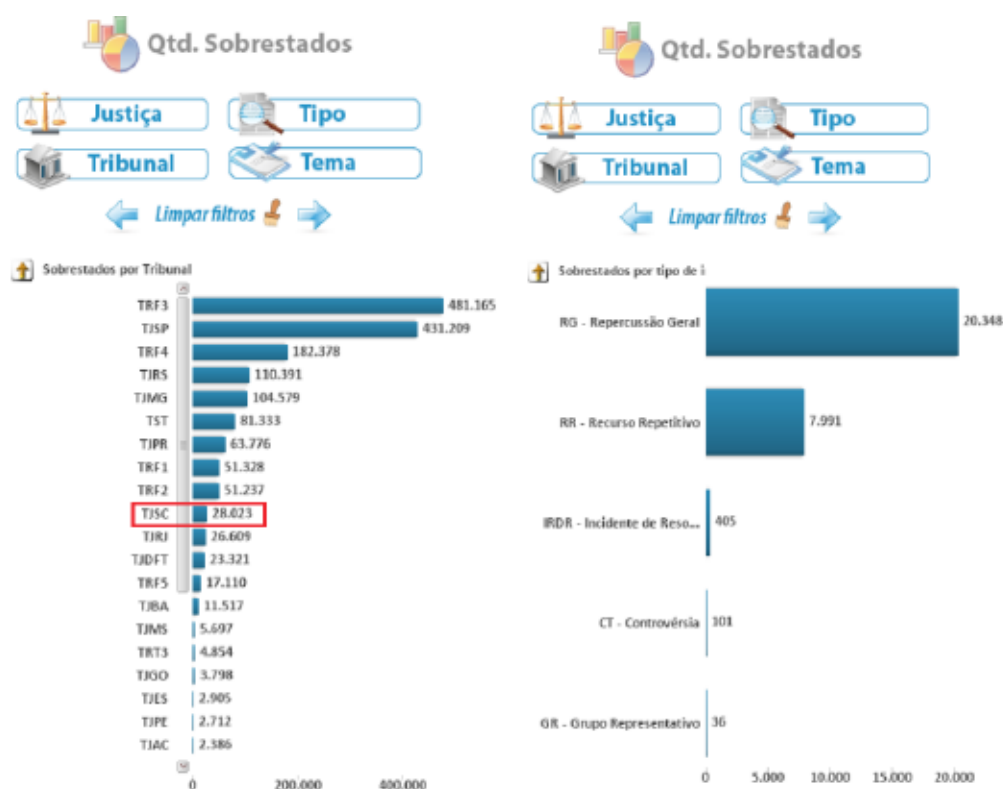 Qtd. Sobrestados
Justiça
Tipo
Tribunal
Tema
Limpar filtros
Sobrestados por Tribunal
TRF3 481.165
TJSP 431.209
TRF4 182.378
TJRS 110.391
TJMG 104.579
TST 81.333
TJPR 63.776
TRF1 51.328
TRF2 51.237
TJSC 28.023
TJRJ 26.609
TJDFT 23.321
TRF5 17.110
TJBA 11.517
TJMS 5.697
TRT3 4.854
TJGO 3.798
TJES 2.905
TJPE 2.712
TJAC 2.386
0 200.000 400.000
Qtd. Sobrestados
Justiça
Tipo
Tribunal
Tema
Limpar filtros
Sobrestados por tipo de i
RG - Repercussão Geral 20.348
RR - Recurso Repetitivo 7.991
IRDR - Incidente de Reso... 405
CT - Controvérsia 101
GR - Grupo Representativo 36
0 5.000 10.000 15.000 20.000